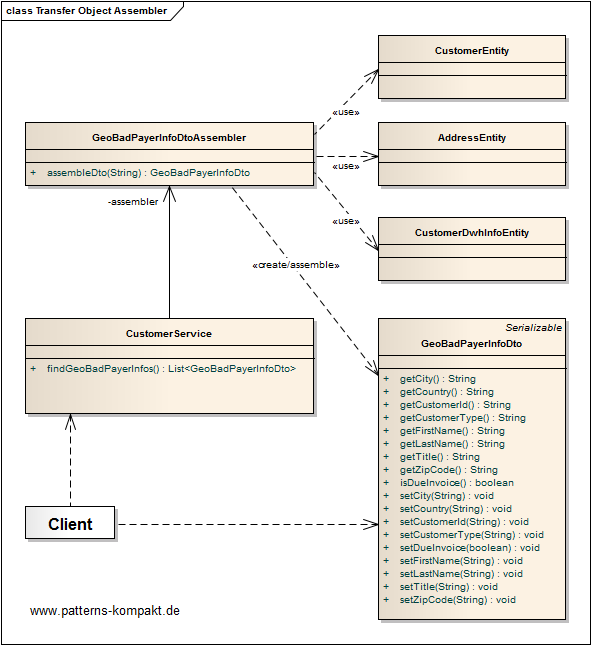 class Transfer Object Assembler
CustomerEntity
GeoBadPayerInfoDtoAssembler
+ assembleDto(String) : GeoBadPayerInfoDto
«use»
AddressEntity
«use»
-assembler
«use»
CustomerDwhInfoEntity
«create/assemble»
CustomerService
+ findGeoBadPayerInfos() : List<GeoBadPayerInfoDto>
Serializable
GeoBadPayerInfoDto
+ getCity() : String
+ getCountry() : String
+ getCustomerId() : String
+ getCustomerType() : String
+ getFirstName() : String
+ getLastName() : String
+ getTitle() : String
+ getZipCode() : String
+ isDueInvoice() : boolean
+ setCity(String) : void
+ setCountry(String) : void
+ setCustomerId(String) : void
+ setCustomerType(String) : void
+ setDueInvoice(boolean) : void
+ setFirstName(String) : void
+ setLastName(String) : void
+ setTitle(String) : void
+ setZipCode(String) : void
Client
www.patterns-kompakt.de